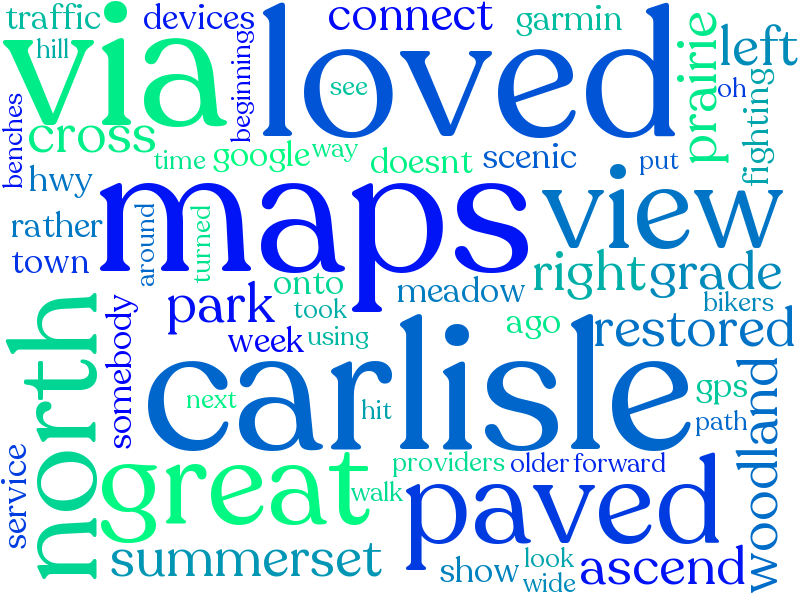 traffic
devices
connect
garmin
hill
via
beginning
loved
see
prairie
left
oh
benches
cross
time
google
way
doesnt
scenic
put
fighting
hwy
maps
view
rather
around
turned
town
onto
right
grade
park
took
meadow
bikers
north
somebody
week
using
ago
restored
carlisle
next
hit
gps
path
woodland
service
great
providers
older
forward
walk
paved
summerset
show
look
wide
ascend